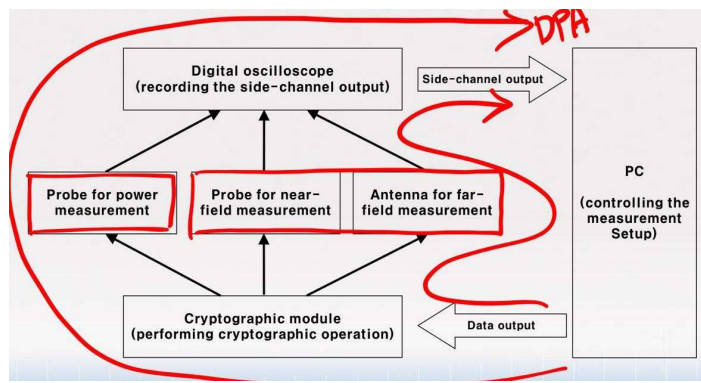 DPA
Digital oscilloscope
(recording the side-channel output)
Side-channel output
Probe for power
measurement
Probe for near-
field measurement
Antenna for far-
field measurement
PC
(controlling the
measurement
Setup)
Cryptographic module
(performing cryptographic operation)
Data output